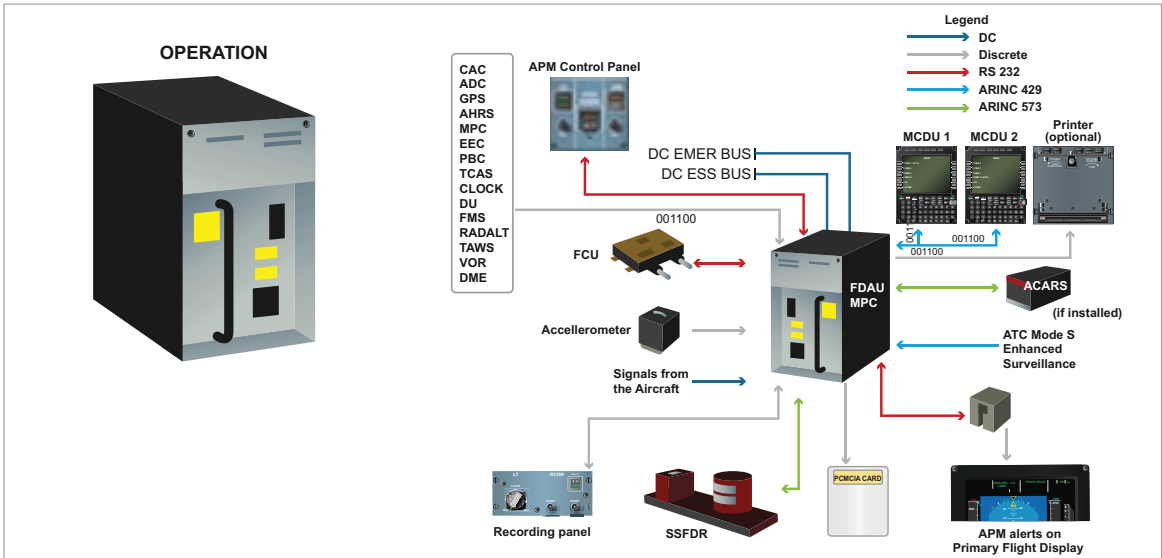 OPERATION
CAC
ADC
GPS
AHRS
MPC
EEC
PBC
TCAS
CLOCK
DU
FMS
RADALT
TAWS
VOR
DME
APM Control Panel
DC EMER BUS
DC ESS BUS
001100
FCU
Accellerometer
Signals from
the Aircraft
Legend
DC
Discrete
RS 232
ARINC 429
ARINC 573
MCDU 1
MCDU 2
Printer
(optional)
001100
001100
FDAU
MPC
ACARS
(if installed)
ATC Mode S
Enhanced
Surveillance
LT
RCDR
Recording panel
SSFDR
PCMCIA CARD
APM alerts on
Primary Flight Display